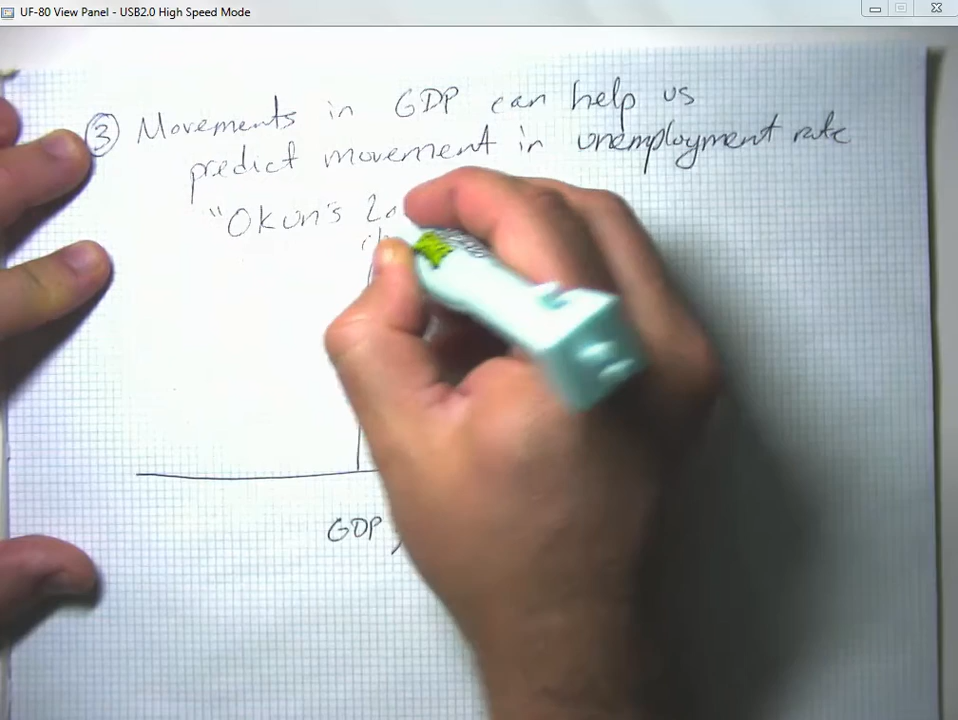 UF-80 View Panel - USB2.0 High Speed Mode
③ Movements in GDP can help us
predict movement in unemployment rate
"Okun's
GDP,